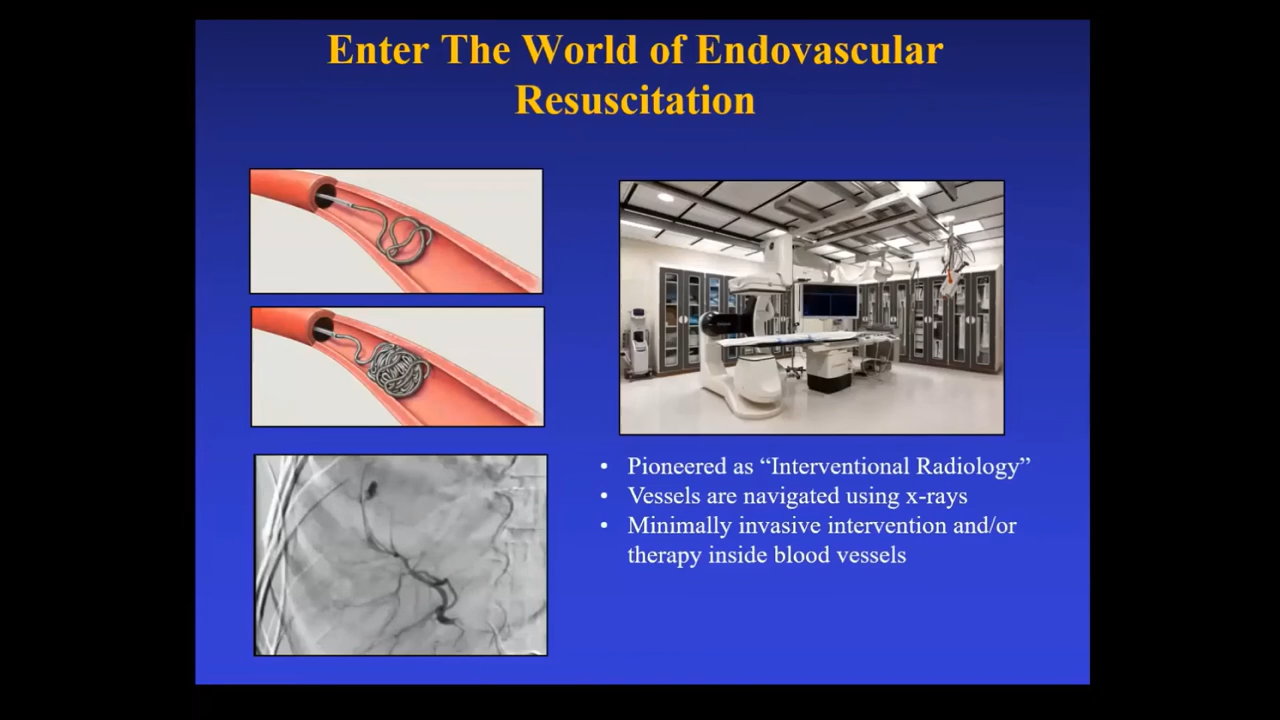 Enter The World of Endovascular
Resuscitation
• Pioneered as “Interventional Radiology”
• Vessels are navigated using x-rays
• Minimally invasive intervention and/or
therapy inside blood vessels